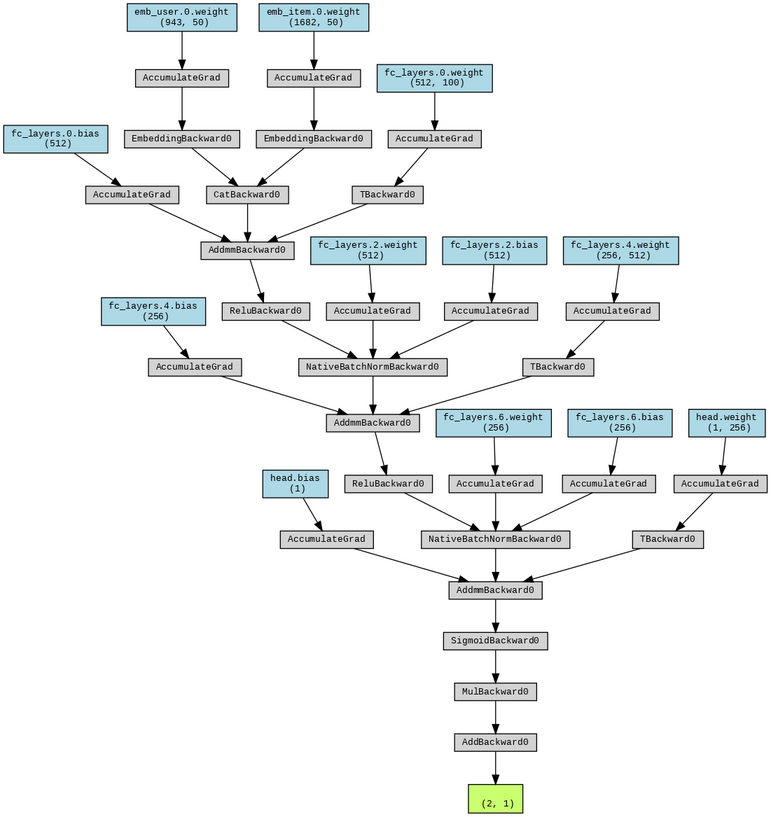 emb_user.0.weight
(943, 50)
emb_item.0.weight
(1682, 50)
AccumulateGrad
AccumulateGrad
fc_layers.0.weight
(512, 100)
fc_layers.0.bias
(512)
EmbeddingBackward0
EmbeddingBackward0
AccumulateGrad
AccumulateGrad
CatBackward0
TBackward0
AddmmBackward0
fc_layers.2.weight
(512)
fc_layers.2.bias
(512)
fc_layers.4.weight
(256, 512)
fc_layers.4.bias
(256)
ReluBackward0
AccumulateGrad
AccumulateGrad
AccumulateGrad
AccumulateGrad
NativeBatchNormBackward0
TBackward0
AddmmBackward0
fc_layers.6.weight
(256)
fc_layers.6.bias
(256)
head.weight
(1, 256)
head.bias
(1)
ReluBackward0
AccumulateGrad
AccumulateGrad
AccumulateGrad
AccumulateGrad
NativeBatchNormBackward0
TBackward0
AddmmBackward0
SigmoidBackward0
MulBackward0
AddBackward0
(2, 1)